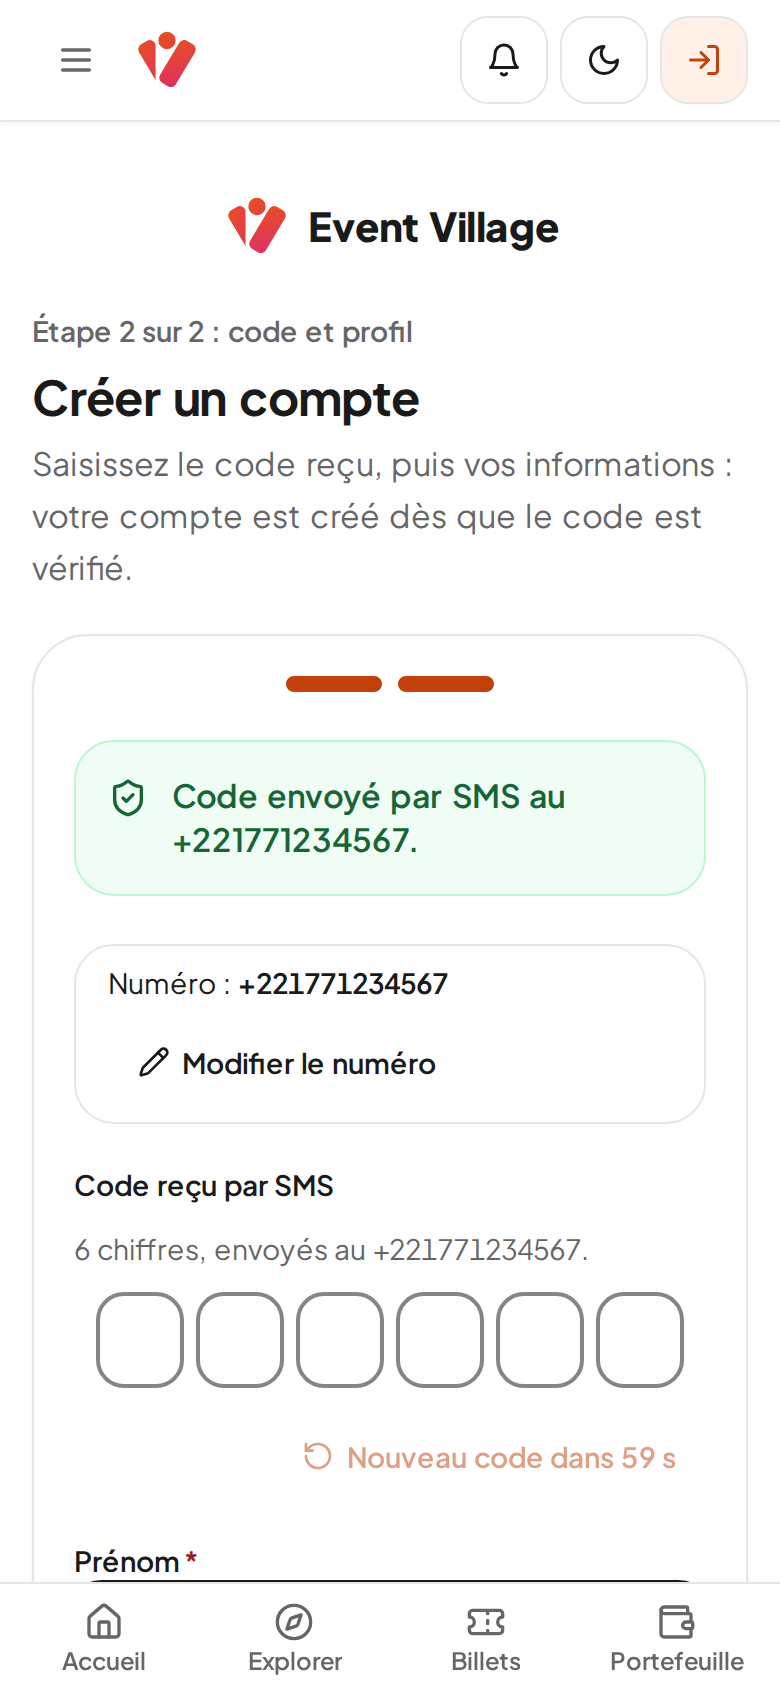 Event Village
Étape 2 sur 2 : code et profil
Créer un compte
Saisissez le code reçu, puis vos informations :
votre compte est créé dès que le code est
vérifié.
Code envoyé par SMS au
+221771234567.
Numéro : +221771234567
Modifier le numéro
Code reçu par SMS
6 chiffres, envoyés au +221771234567.
Nouveau code dans 59 s
Prénom *
Accueil
Explorer
Billets
Portefeuille